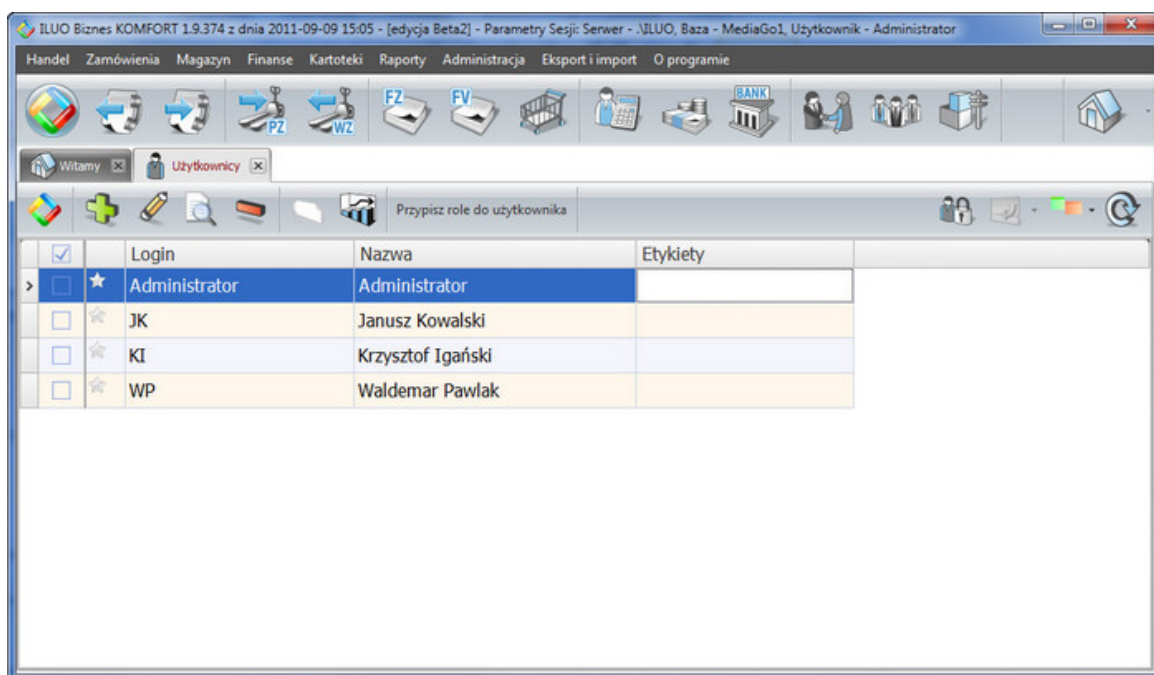 ILUO Biznes KOMFORT 1.9.374 z dnia 2011-09-09 15:05 - [edycja Beta2] - Parametry Sesji: Serwer - .\ILUO, Baza - MediaGo1, Użytkownik - Administrator
Handel Zamówienia Magazyn Finanse Kartoteki Raporty Administracja Eksport i import O programie
PZ WZ FZ FV BANK
Witamy Użytkownicy
Przypisz role do użytkownika
Login Nazwa Etykiety
Administrator Administrator
JK Janusz Kowalski
KI Krzysztof Igański
WP Waldemar Pawlak